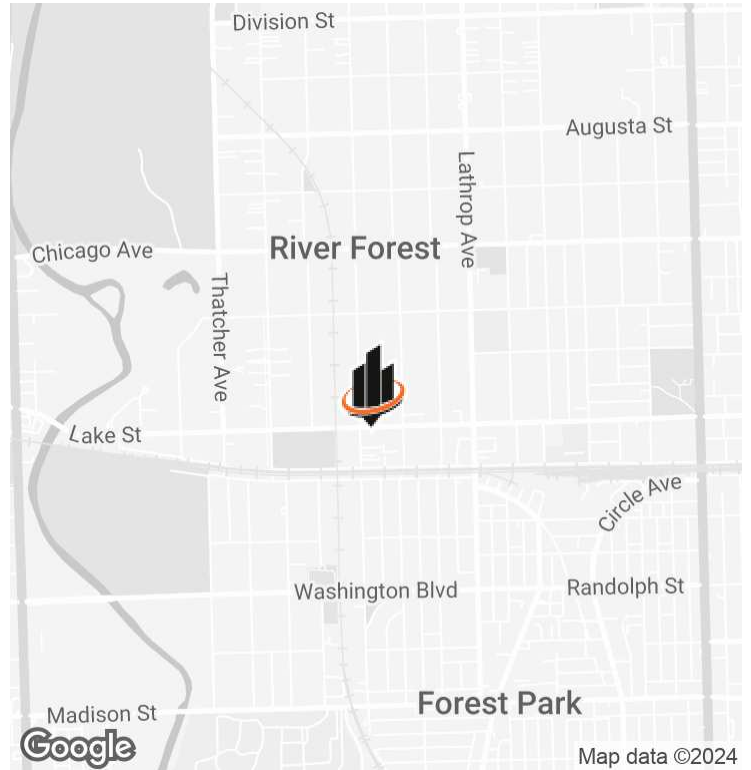 Division St
Augusta St
Lathrop Ave
River Forest
Chicago Ave
Thatcher Ave
Lake St
Circle Ave
Washington Blvd
Randolph St
Forest Park
Madison St
Google
Map data ©2024